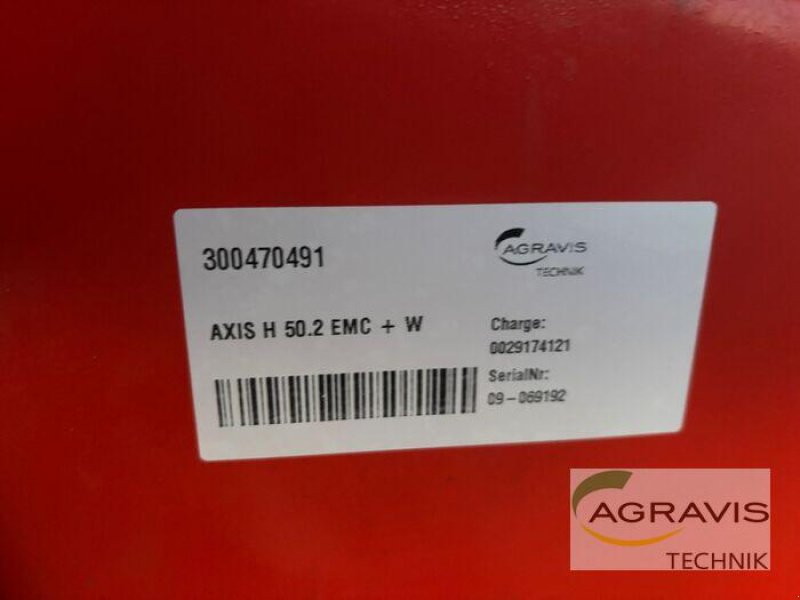 300470491
AGRAVIS
TECHNIK
AXIS H 50.2 EMC + W
Charge:
0029174121
SerialNr:
09-069192
AGRAVIS
TECHNIK